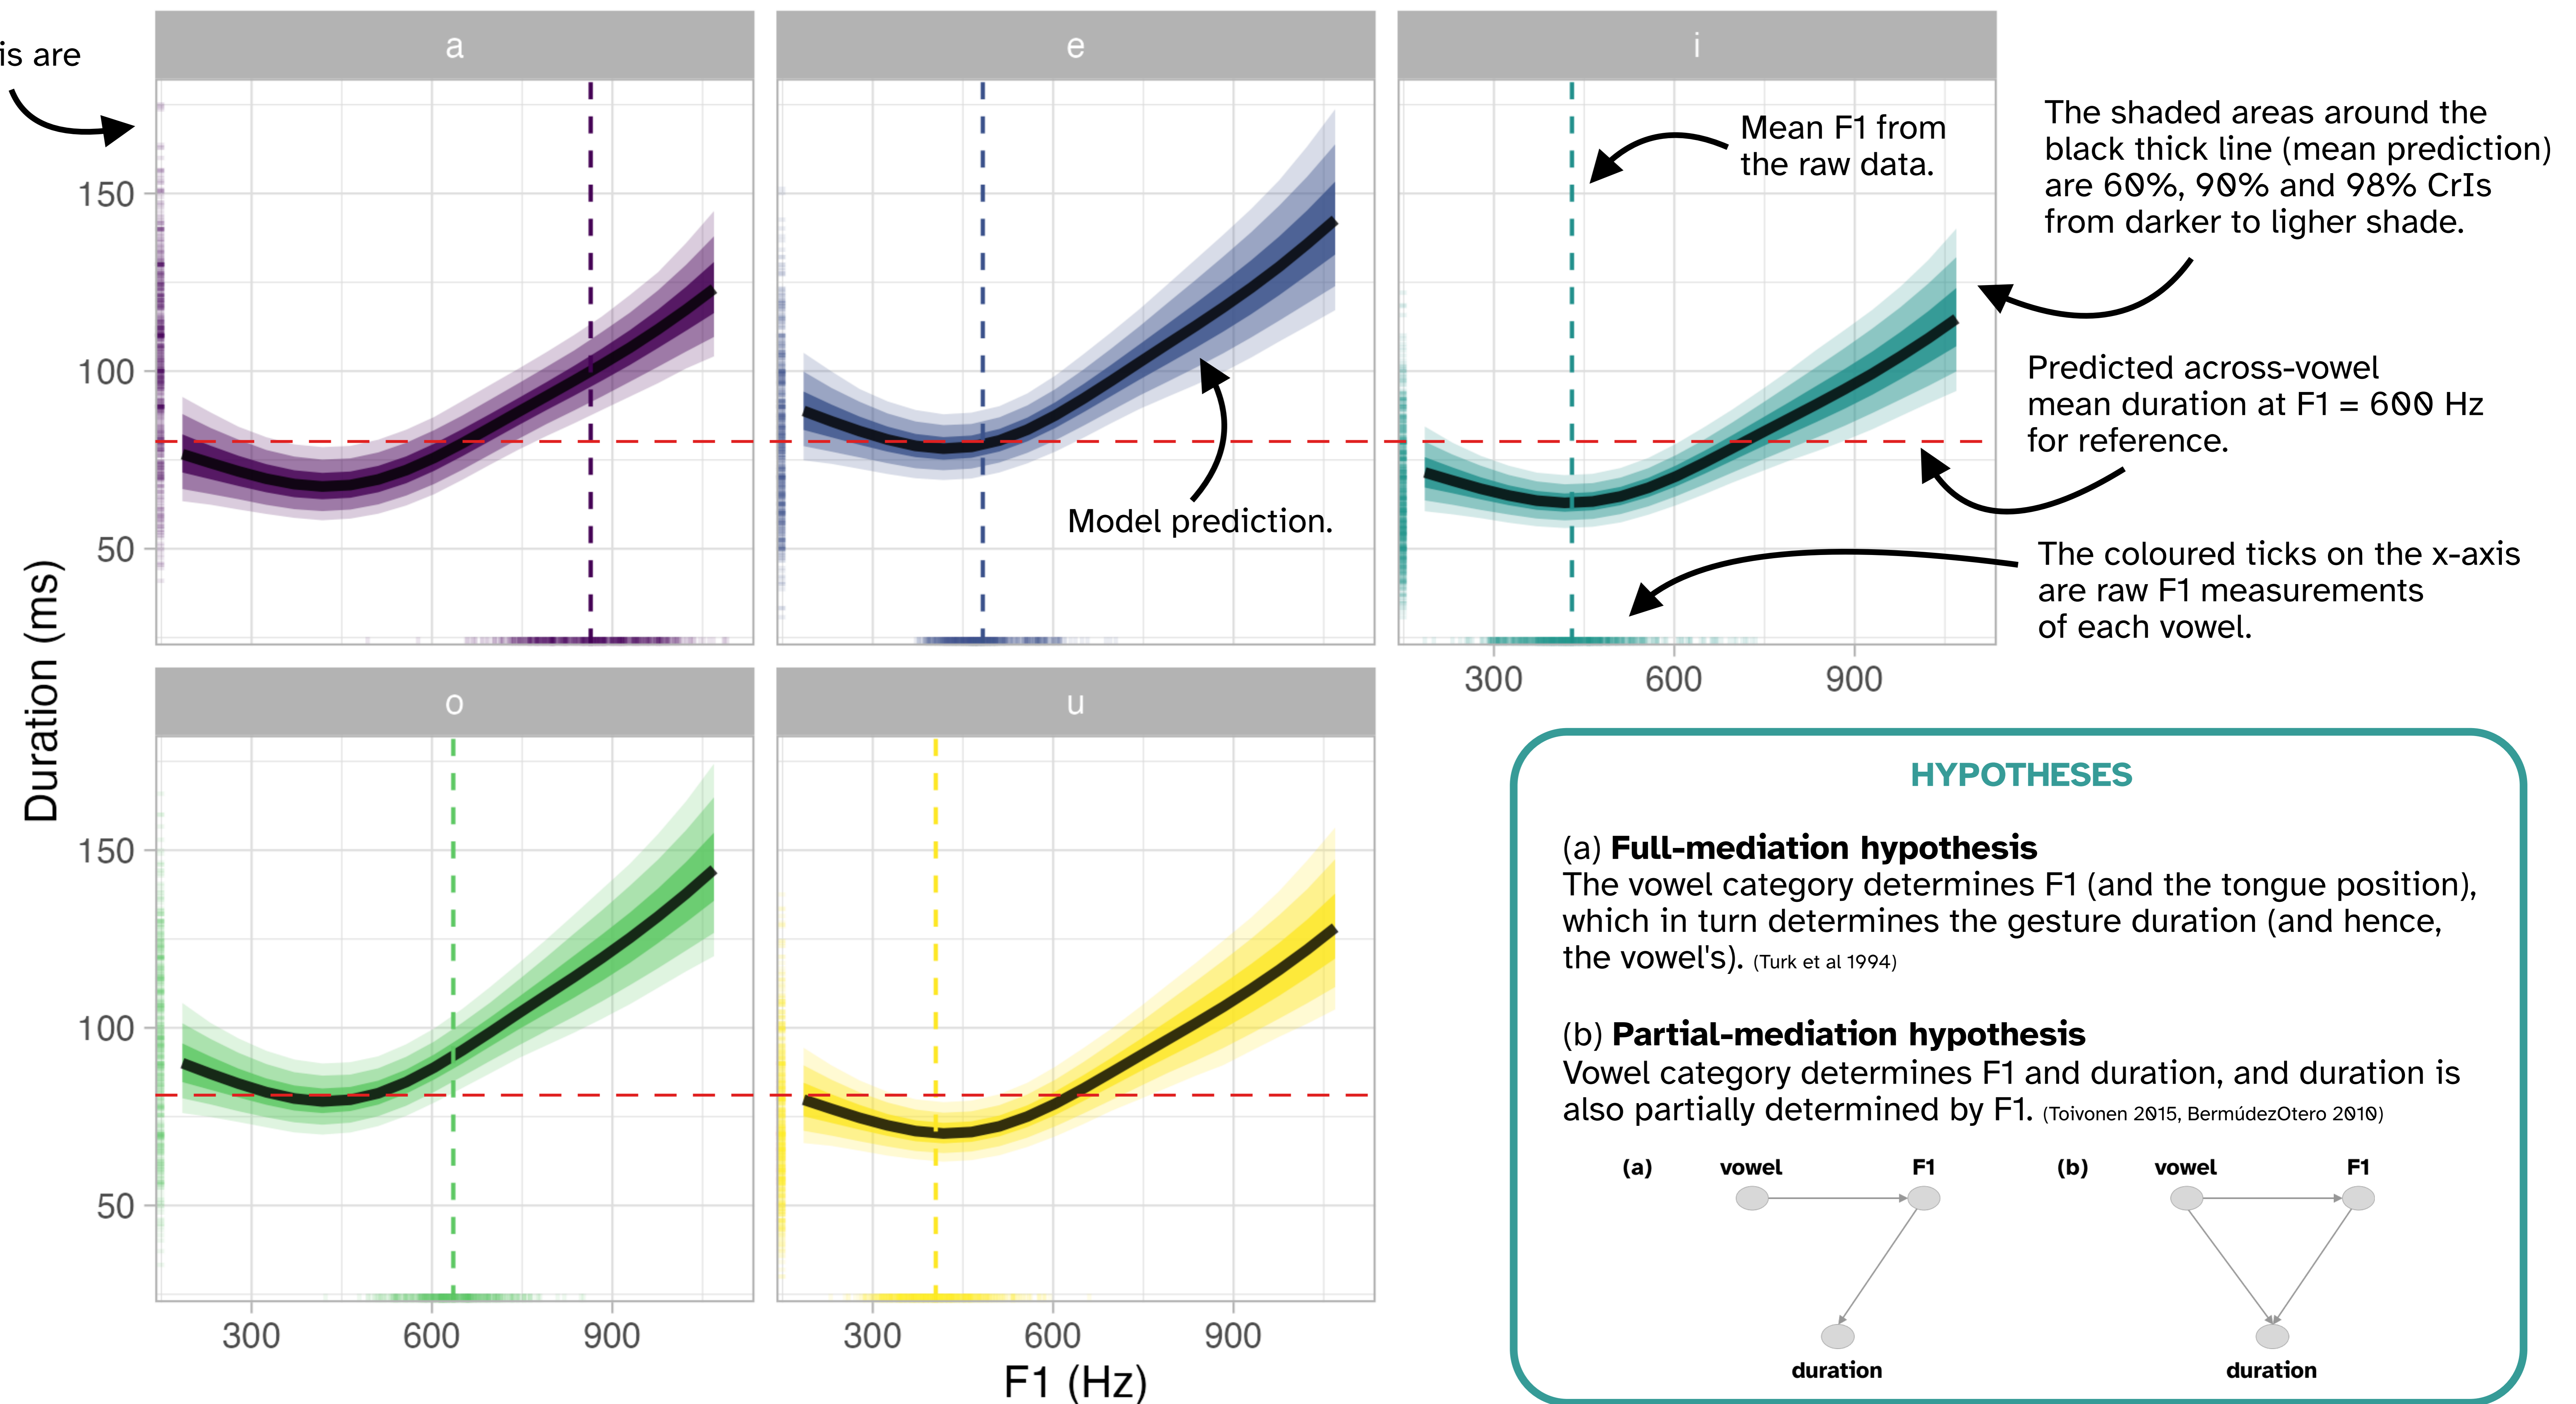 is are
a
e
i
Mean F1 from
the raw data.
The shaded areas around the
black thick line (mean prediction)
are 60%, 90% and 98% CrIs
from darker to ligher shade.
150
100
50
Predicted across-vowel
mean duration at F1 = 600 Hz
for reference.
Model prediction.
The coloured ticks on the x-axis
are raw F1 measurements
of each vowel.
300 600 900
Duration (ms)
o
u
150
100
50
300 600 900
300 600 900
F1 (Hz)
HYPOTHESES
(a) Full-mediation hypothesis
The vowel category determines F1 (and the tongue position),
which in turn determines the gesture duration (and hence,
the vowel's). (Turk et al 1994)
(b) Partial-mediation hypothesis
Vowel category determines F1 and duration, and duration is
also partially determined by F1. (Toivonen 2015, BermúdezOtero 2010)
(a) vowel F1
duration
(b) vowel F1
duration